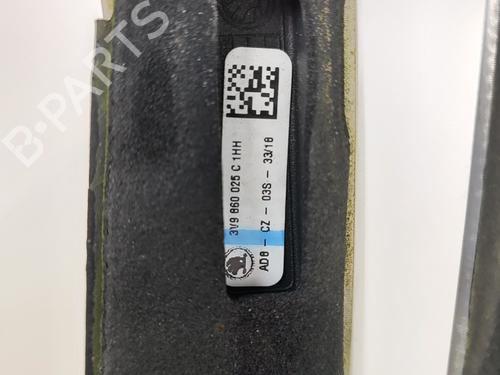 3V9 860 025 C 1HH
AD8 - CZ - 03S - 33/18
B-PARTS